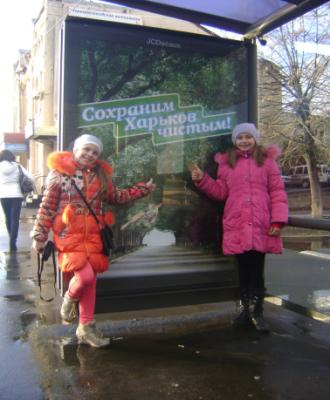 JCDecaux
Сохраним
Харьков
чистым!